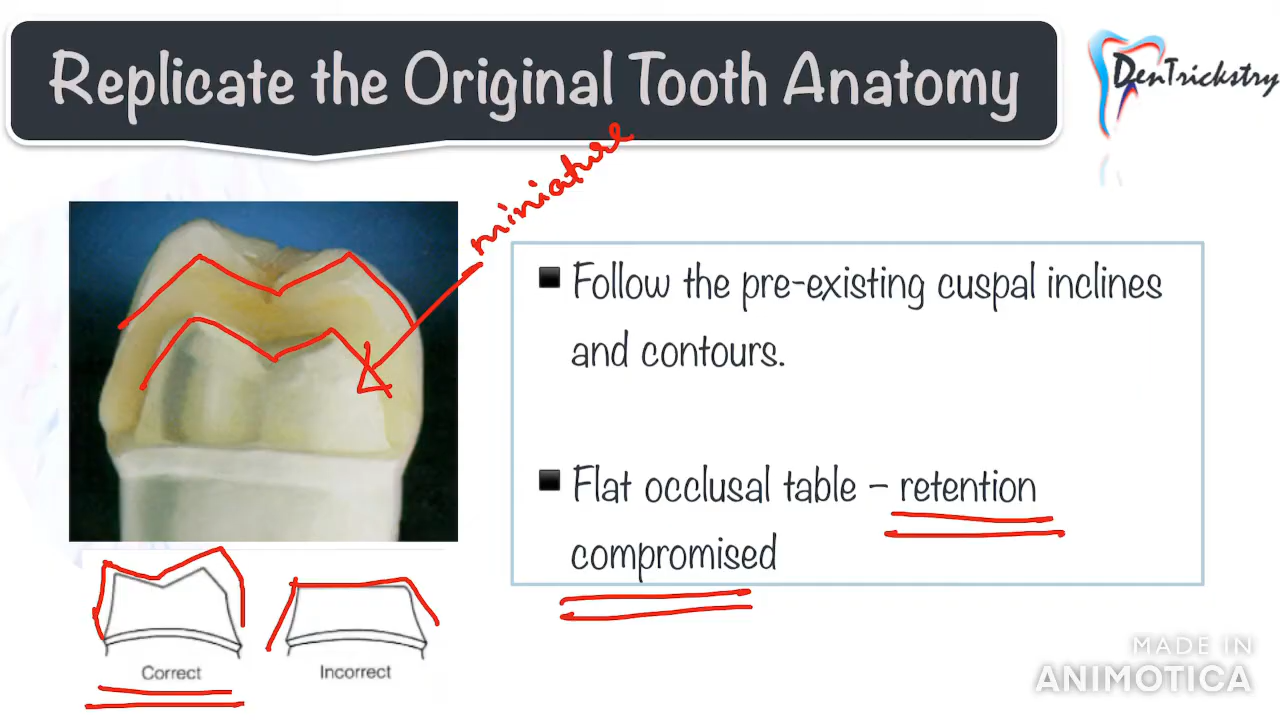 Replicate the Original Tooth Anatomy
DenTrickstry
miniature
■ Follow the pre-existing cuspal inclines
and contours.
■ Flat occlusal table – retention
compromised
Correct
Incorrect
MADE IN
ANIMOTICA